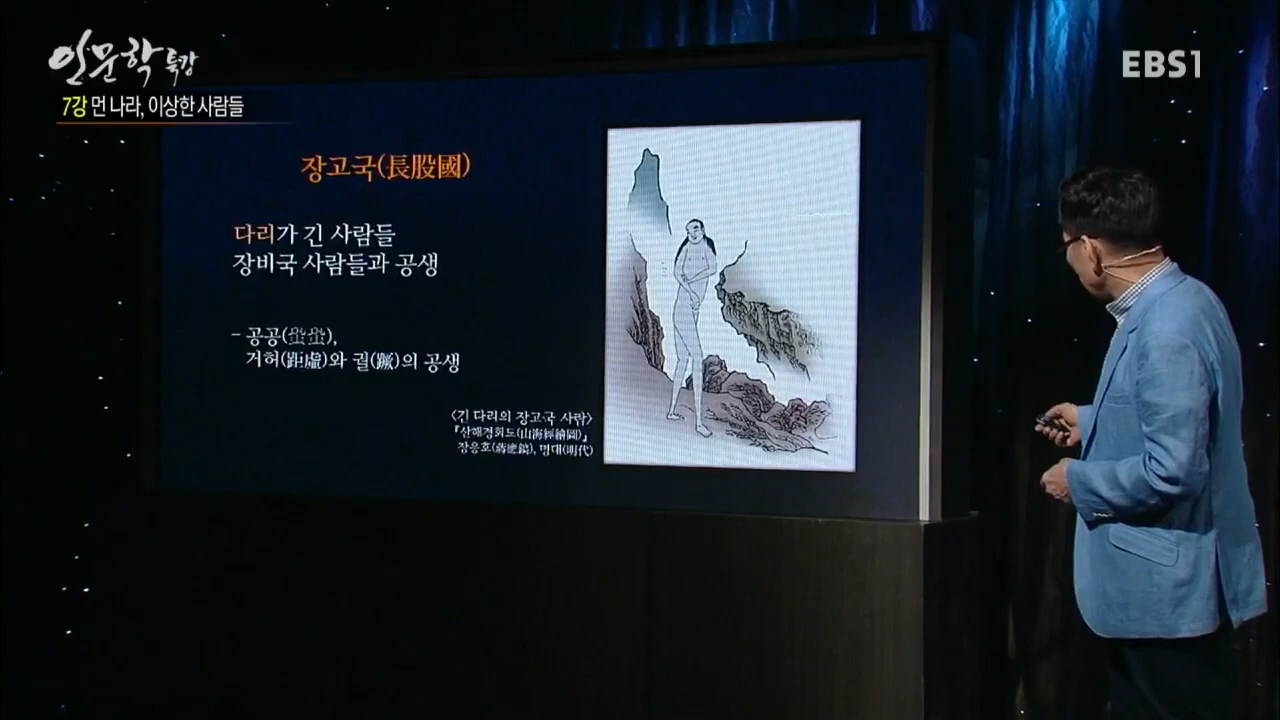 인문학 특강
EBS1
7강 먼 나라, 이상한 사람들
장고국(長股國)
다리가 긴 사람들
장비국 사람들과 공생
- 공공(蛩蛩),
거허(距虛)와 궐(蹶)의 공생
〈긴 다리의 장고국 사람〉
『산해경회도(山海經繪圖)』
장응호(蔣應鎬), 명대(明代)